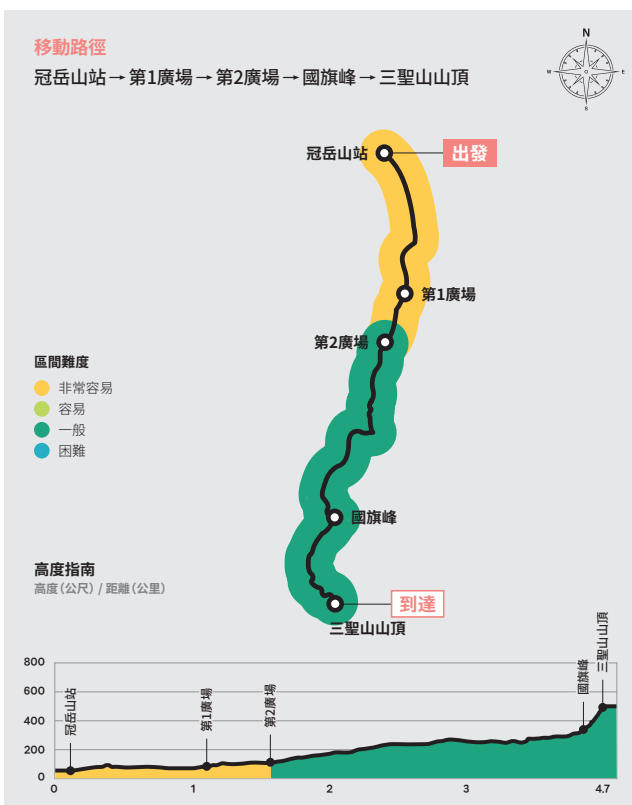 移動路徑
冠岳山站→第1廣場→第2廣場→國旗峰→三聖山山頂
N
W
E
S
冠岳山站
出發
第1廣場
第2廣場
區間難度
非常容易
容易
一般
困難
國旗峰
高度指南
高度(公尺) / 距離(公里)
到達
三聖山山頂
800
600
400
200
0
冠岳山站
第1廣場
第2廣場
國旗峰
三聖山山頂
0
1
2
3
4.7